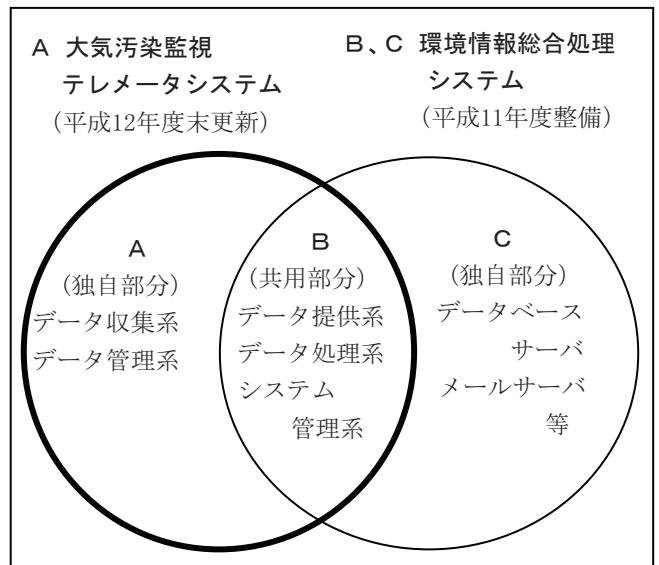 A 大気汚染監視
テレメータシステム
（平成12年度末更新）
B、C 環境情報総合処理
システム
（平成11年度整備）
A
(独自部分)
データ収集系
データ管理系
B
(共用部分)
データ提供系
データ処理系
システム
管理系
C
(独自部分)
データベース
サーバ
メールサーバ
等